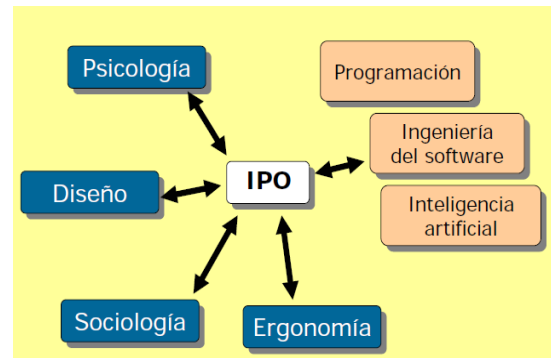 Psicología
Programación
Ingeniería
del software
IPO
Diseño
Inteligencia
artificial
Sociología
Ergonomía